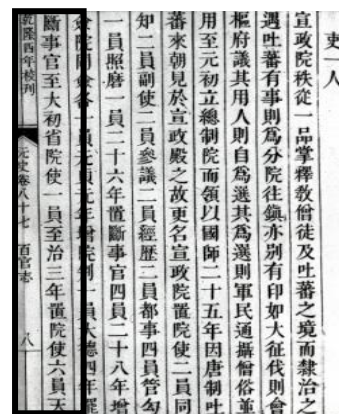 吏一人
宣政院秩從一品掌釋教僧徒及吐蕃之境而隸治之
遇吐蕃有事則爲分院往鎮亦別有印如大征伐則會
樞府議其用人則自爲選其爲選則軍民通攝僧俗並
用至元初立總制院而領以國師二十五年因唐制吐
蕃來朝見於宣政殿之故更名宣政院置院使二員同
知二員副使二員參議二員經歷二員都事四員管勾
一員照磨一員二十六年置斷事官四員二十八年增
僉院同僉各一員元貞元年增院判一員大德四年罷
斷事官至大初省院使一員至治三年置院使六員天
乾隆四年校刊 元史卷八十七 百官志 八